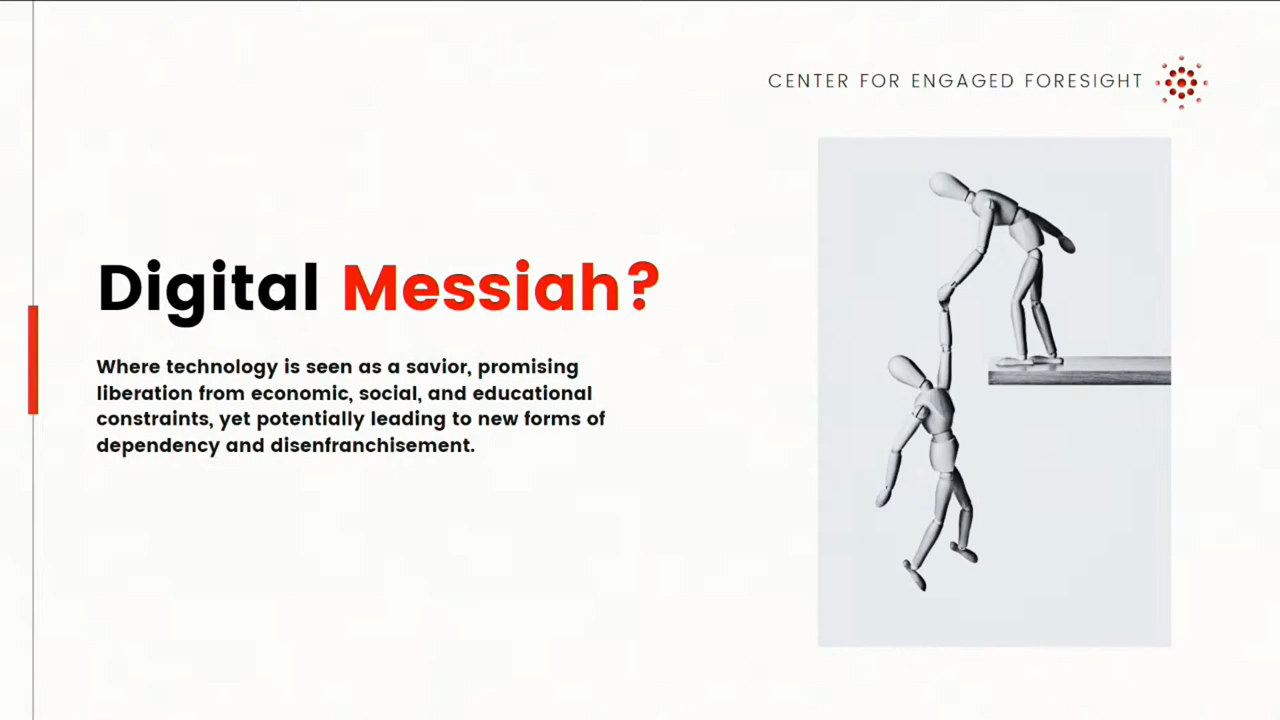 CENTER FOR ENGAGED FORESIGHT
Digital Messiah?
Where technology is seen as a savior, promising
liberation from economic, social, and educational
constraints, yet potentially leading to new forms of
dependency and disenfranchisement.